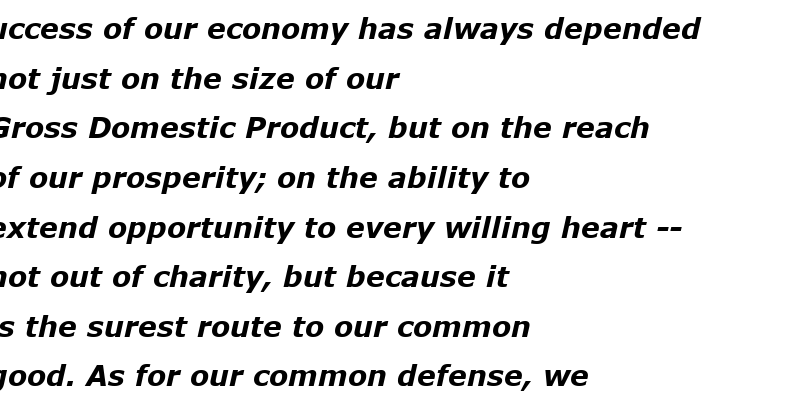 uccess of our economy has always depended
not just on the size of our
Gross Domestic Product, but on the reach
of our prosperity; on the ability to
extend opportunity to every willing heart --
not out of charity, but because it
is the surest route to our common
good. As for our common defense, we